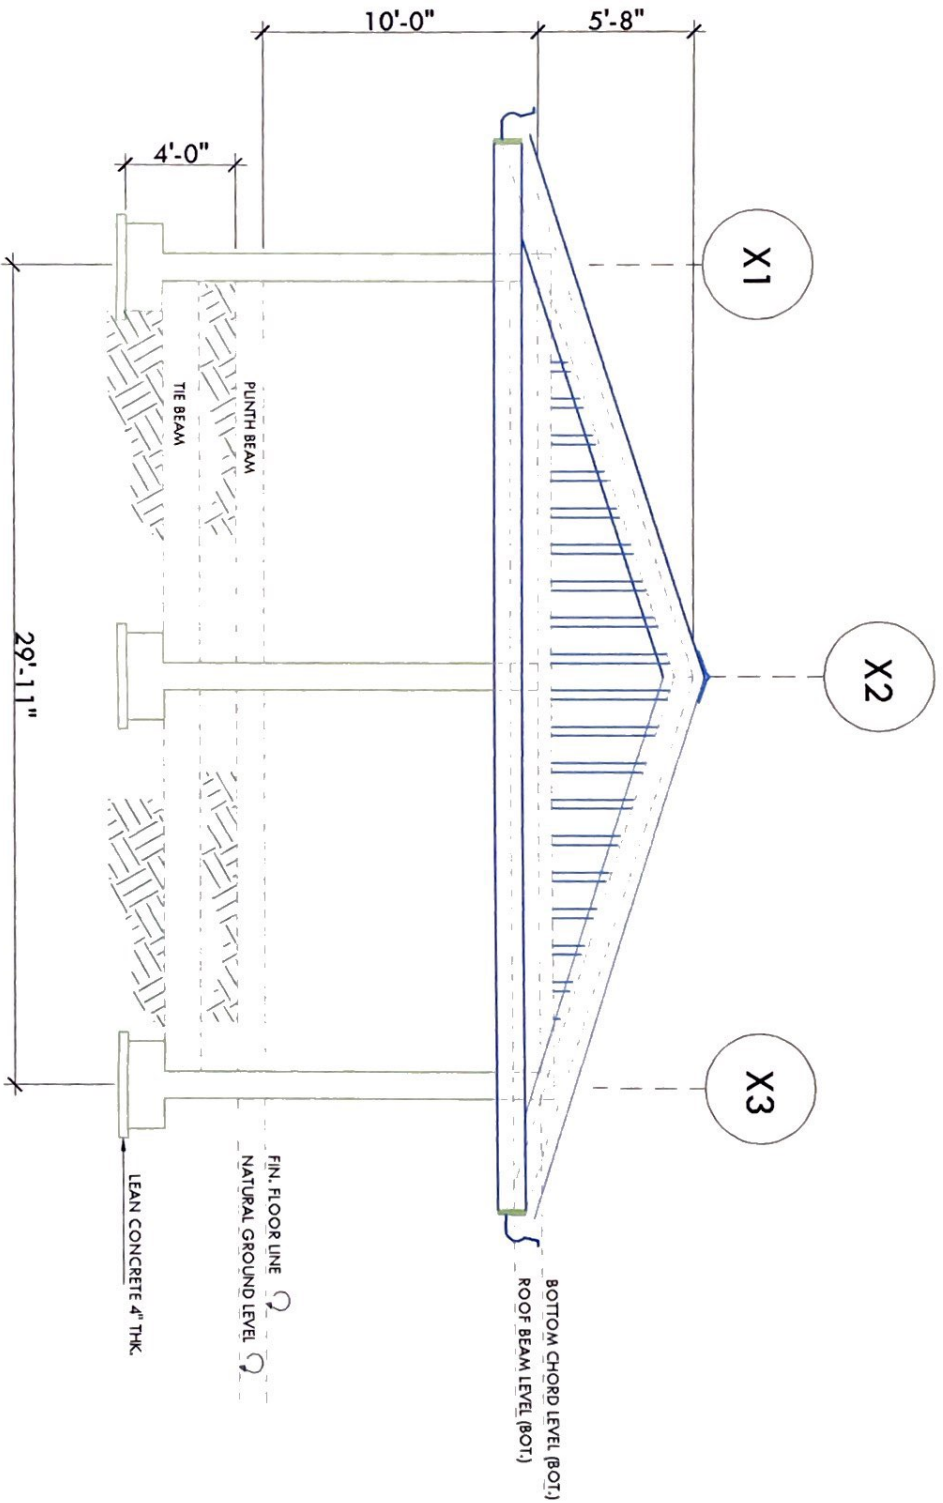 10'-0"
5'-8"
4'-0"
X1
X2
X3
PLINTH BEAM
TIE BEAM
29'-11"
FIN. FLOOR LINE
NATURAL GROUND LEVEL
LEAN CONCRETE 4" THK.
BOTTOM CHORD LEVEL (BOT.)
ROOF BEAM LEVEL (BOT.)